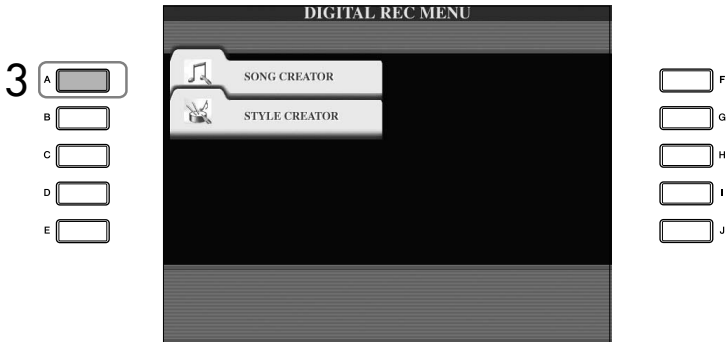 DIGITAL REC MENU
3
A
SONG CREATOR
F
B
STYLE CREATOR
G
C
H
D
I
E
J